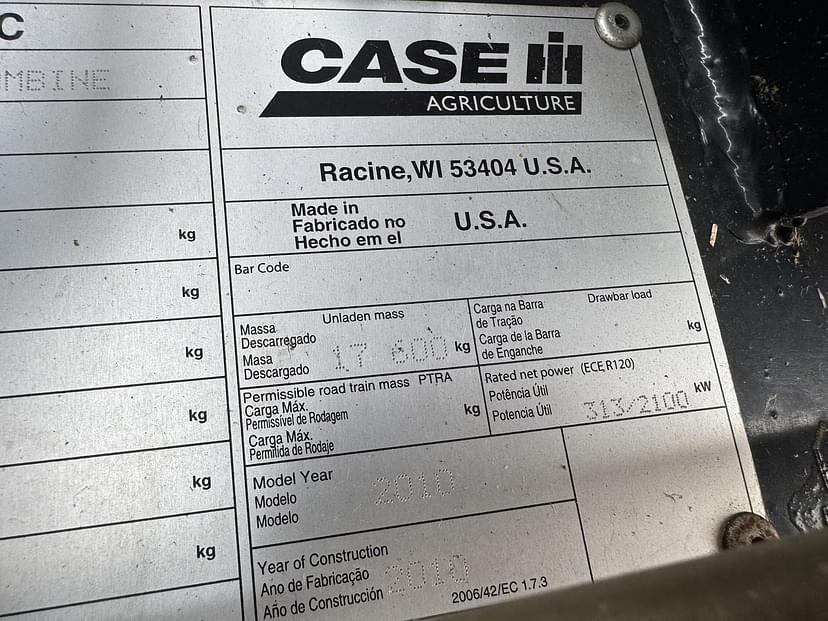 C
MBINE
kg
kg
kg
kg
kg
kg
CASE IH
AGRICULTURE
Racine,WI 53404 U.S.A.
Made in
Fabricado no
Hecho em el
U.S.A.
Bar Code
Unladen mass
Massa
Descarregado
Masa
Descargado
17 600 kg
Drawbar load
Carga na Barra
de Tração
Carga de la Barra
de Enganche
kg
Permissible road train mass PTRA
Carga Máx.
Permissível de Rodagem
Carga Máx.
Permitida de Rodaje
kg
Rated net power (ECE R120)
Potência Útil
Potencia Útil
313/2100 kW
Model Year
Modelo
Modelo
2010
Year of Construction
Ano de Fabricação
Año de Construcción
2010
2006/42/EC 1.7.3